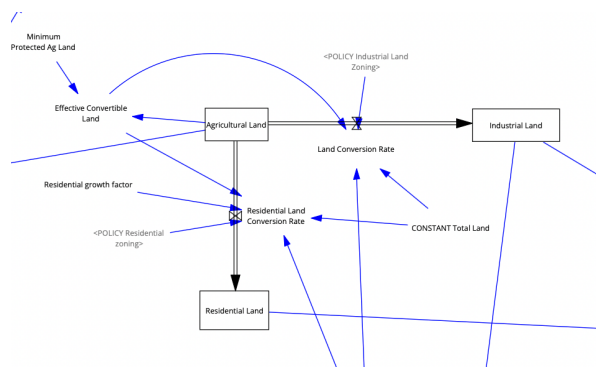 Minimum
Protected Ag Land
<POLICY Industrial Land
Zoning>
Effective Convertible
Land
Agricultural Land
Industrial Land
Land Conversion Rate
Residential growth factor
Residential Land
Conversion Rate
<POLICY Residential
zoning>
CONSTANT Total Land
Residential Land